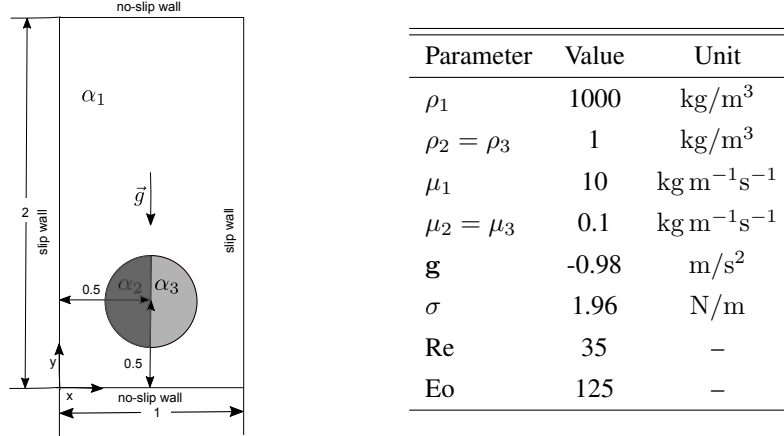 no-slip wall
α₁
g⃗
2
slip wall
slip wall
α₂ α₃
0.5
0.5
y
x
no-slip wall
1
Parameter Value Unit
ρ₁ 1000 kg/m³
ρ₂ = ρ₃ 1 kg/m³
μ₁ 10 kg m⁻¹s⁻¹
μ₂ = μ₃ 0.1 kg m⁻¹s⁻¹
g -0.98 m/s²
σ 1.96 N/m
Re 35 –
Eo 125 –